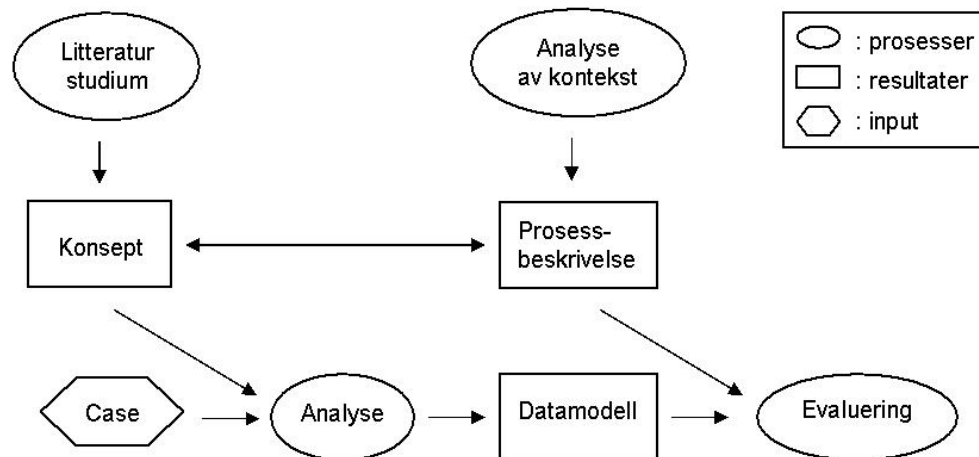 Litteratur
studium
Analyse
av kontekst
: prosesser
: resultater
: input
Konsept
Prosess-
beskrivelse
Case
Analyse
Datamodell
Evaluering